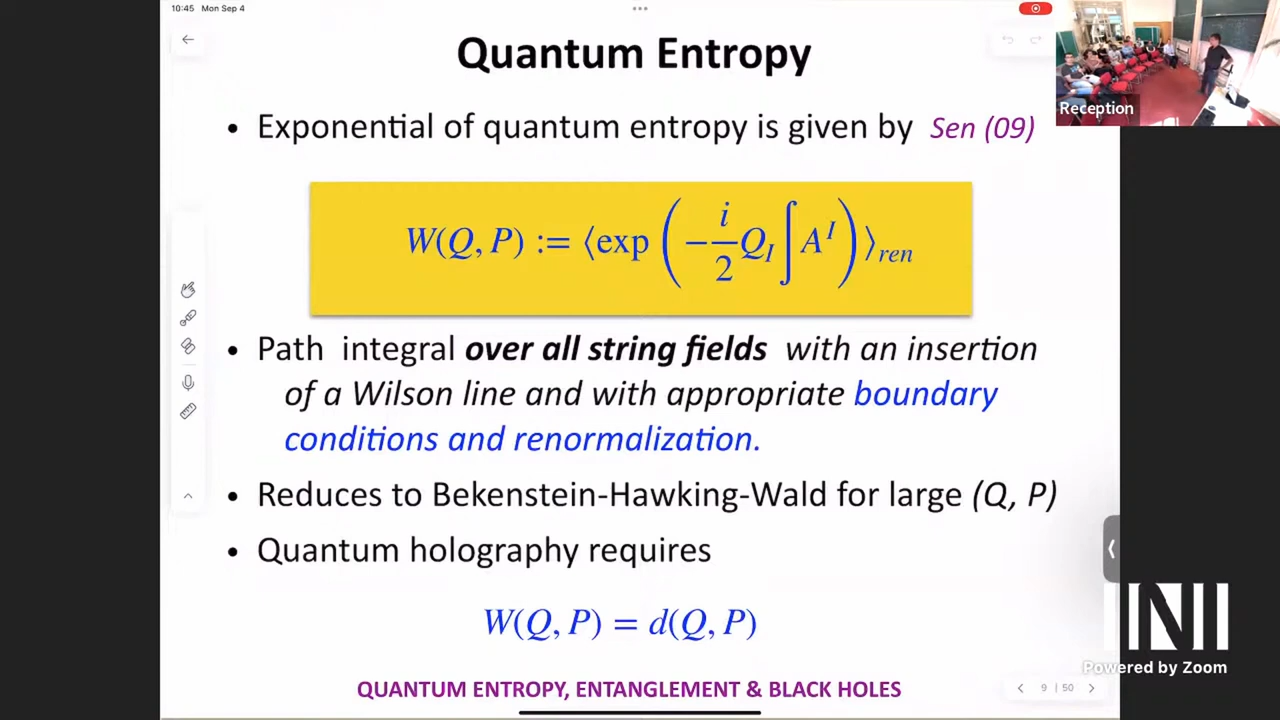 10:45 Mon Sep 4
Quantum Entropy
• Exponential of quantum entropy is given by Sen (09)
W(Q, P) := ⟨exp (−i/2 Q_I ∫ A^I)⟩_ren
• Path integral over all string fields with an insertion
of a Wilson line and with appropriate boundary
conditions and renormalization.
• Reduces to Bekenstein-Hawking-Wald for large (Q, P)
• Quantum holography requires
W(Q, P) = d(Q, P)
QUANTUM ENTROPY, ENTANGLEMENT & BLACK HOLES
9 / 50
Reception
INI
Powered by Zoom